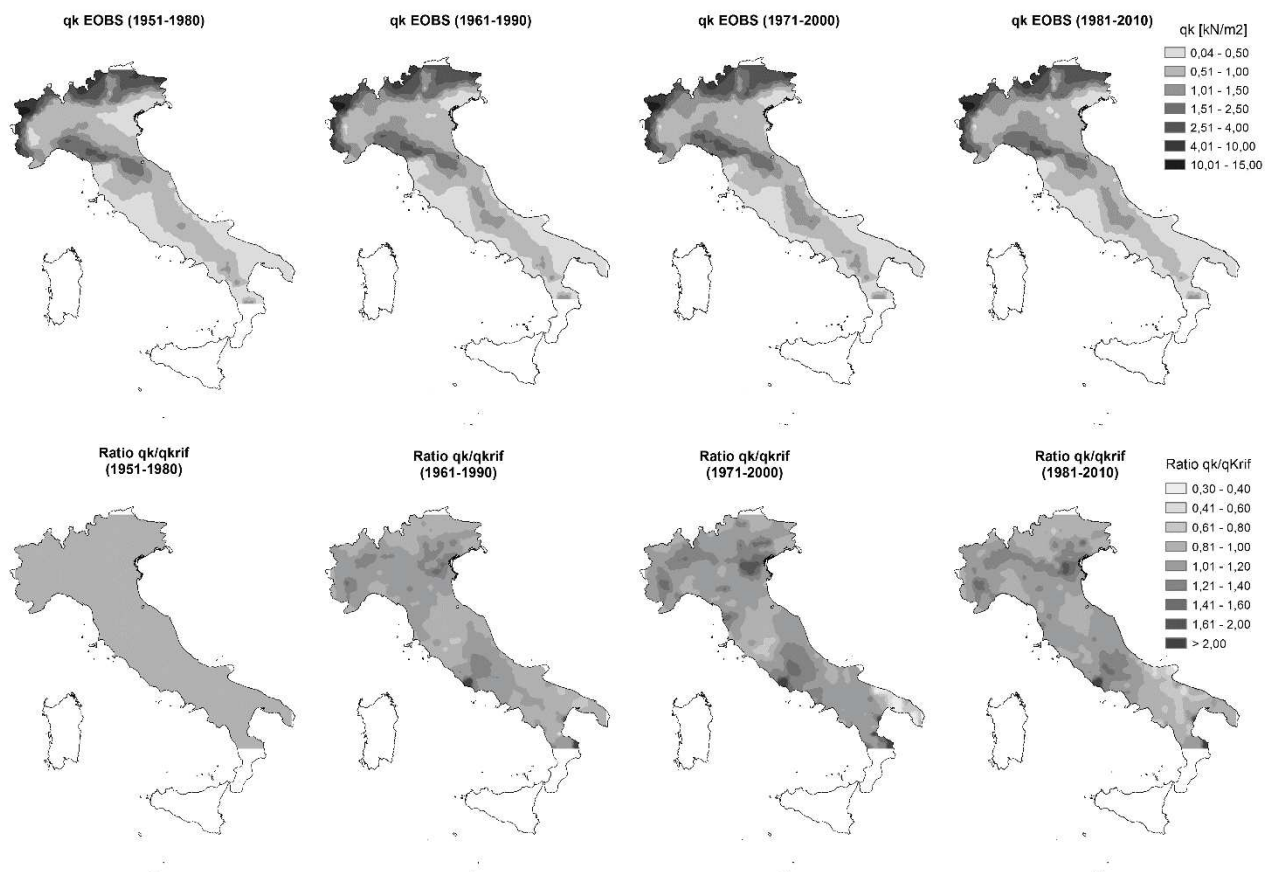 qk EOBS (1951-1980)
qk EOBS (1961-1990)
qk EOBS (1971-2000)
qk EOBS (1981-2010)
qk [kN/m2]
0,04 - 0,50
0,51 - 1,00
1,01 - 1,50
1,51 - 2,50
2,51 - 4,00
4,01 - 10,00
10,01 - 15,00
Ratio qk/qkrif
(1951-1980)
Ratio qk/qkrif
(1961-1990)
Ratio qk/qkrif
(1971-2000)
Ratio qk/qkrif
(1981-2010)
Ratio qk/qKrif
0,30 - 0,40
0,41 - 0,60
0,61 - 0,80
0,81 - 1,00
1,01 - 1,20
1,21 - 1,40
1,41 - 1,60
1,61 - 2,00
> 2,00